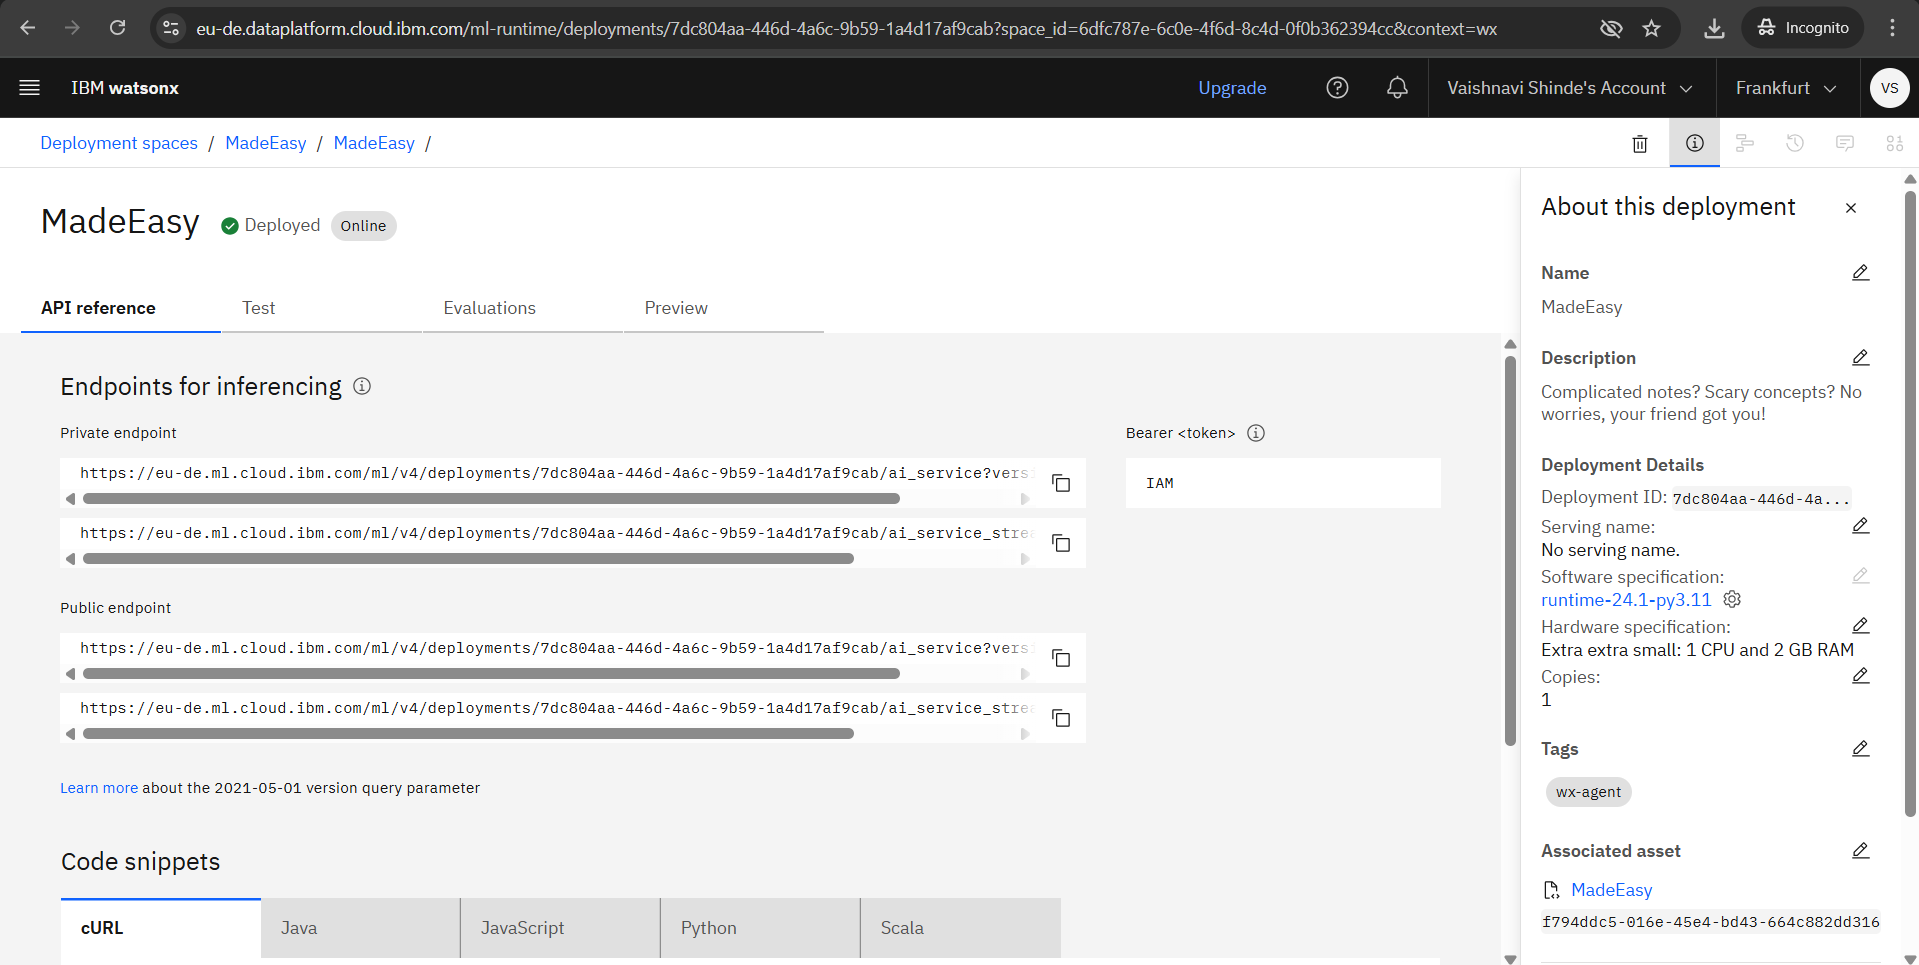 eu-de.dataplatform.cloud.ibm.com/ml-runtime/deployments/7dc804aa-446d-4a6c-9b59-1a4d17af9cab?space_id=6dfc787e-6c0e-4f6d-8c4d-0f0b362394cc&context=wx
Incognito
IBM watsonx
Upgrade
Vaishnavi Shinde's Account
Frankfurt
VS
Deployment spaces / MadeEasy / MadeEasy /
MadeEasy
Deployed
Online
API reference
Test
Evaluations
Preview
Endpoints for inferencing
Private endpoint
https://eu-de.ml.cloud.ibm.com/ml/v4/deployments/7dc804aa-446d-4a6c-9b59-1a4d17af9cab/ai_service?vers
https://eu-de.ml.cloud.ibm.com/ml/v4/deployments/7dc804aa-446d-4a6c-9b59-1a4d17af9cab/ai_service_stre
Public endpoint
https://eu-de.ml.cloud.ibm.com/ml/v4/deployments/7dc804aa-446d-4a6c-9b59-1a4d17af9cab/ai_service?vers
https://eu-de.ml.cloud.ibm.com/ml/v4/deployments/7dc804aa-446d-4a6c-9b59-1a4d17af9cab/ai_service_stre
Bearer <token>
IAM
Learn more about the 2021-05-01 version query parameter
Code snippets
cURL
Java
JavaScript
Python
Scala
About this deployment
Name
MadeEasy
Description
Complicated notes? Scary concepts? No
worries, your friend got you!
Deployment Details
Deployment ID: 7dc804aa-446d-4a...
Serving name:
No serving name.
Software specification:
runtime-24.1-py3.11
Hardware specification:
Extra extra small: 1 CPU and 2 GB RAM
Copies:
1
Tags
wx-agent
Associated asset
MadeEasy
f794ddc5-016e-45e4-bd43-664c882dd316